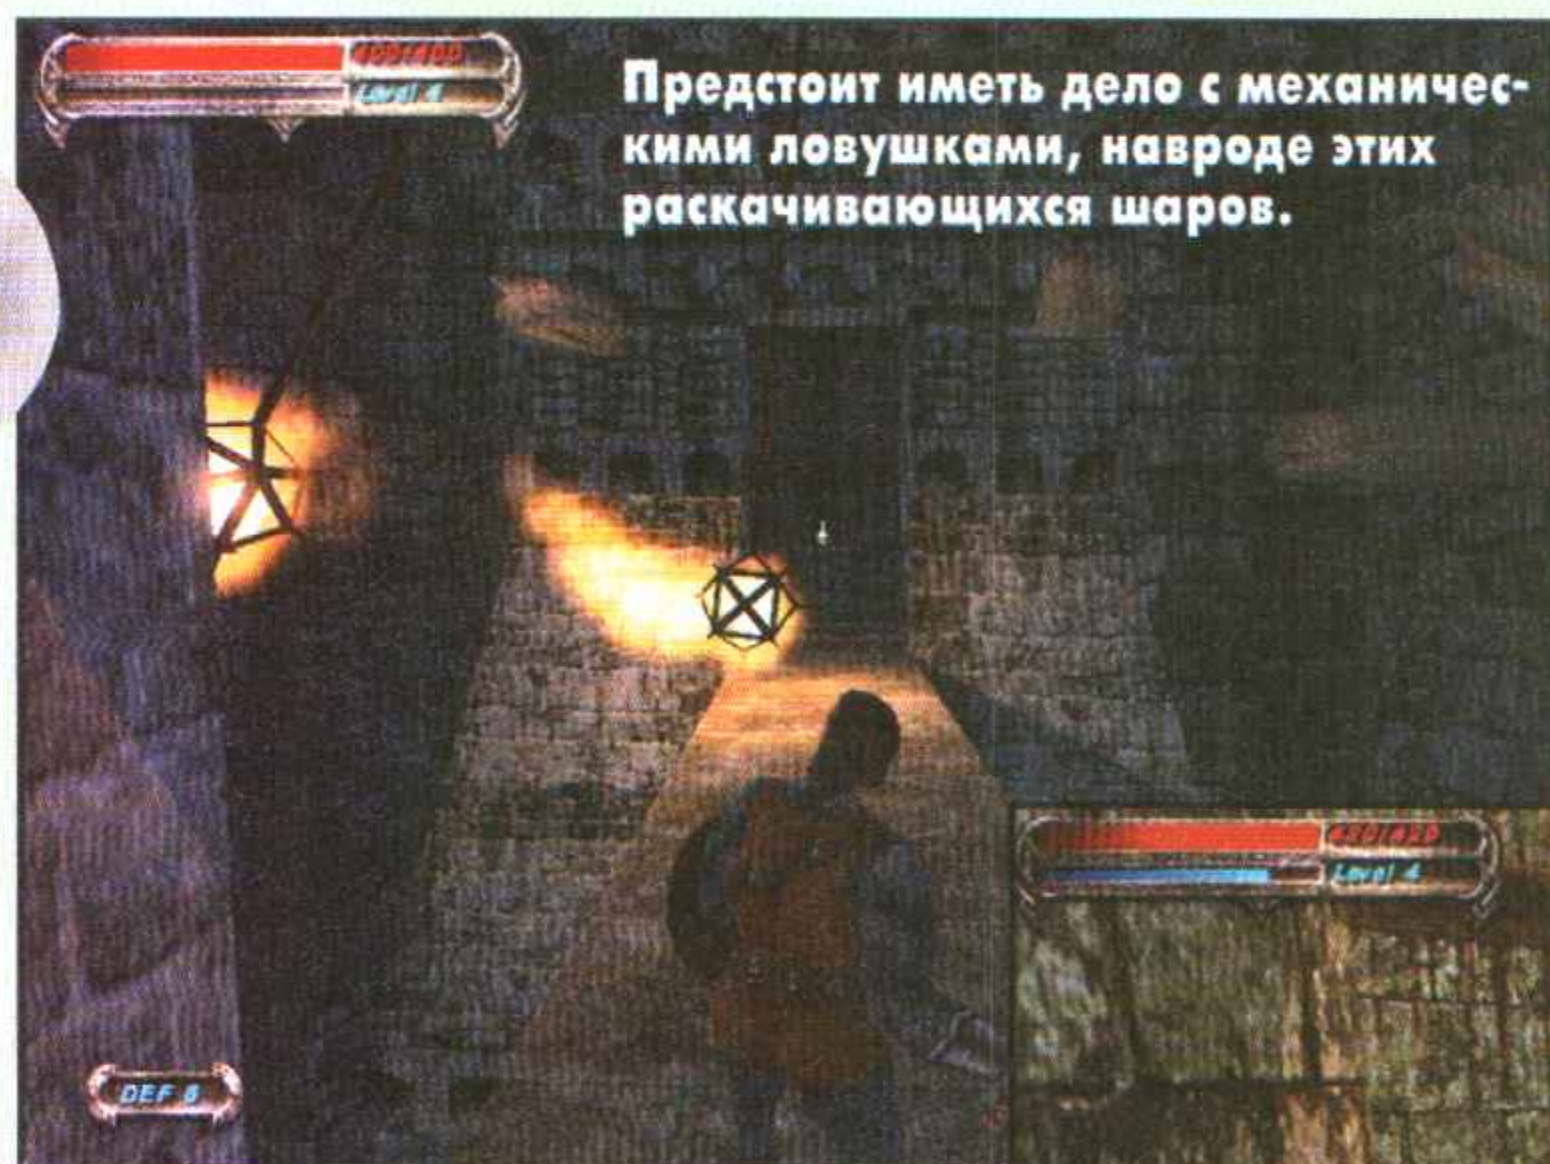 Предстоит иметь дело с механичес-
кими ловушками, навроде этих
раскачивающихся шаров.
Level 4
DEF 8
Level 4